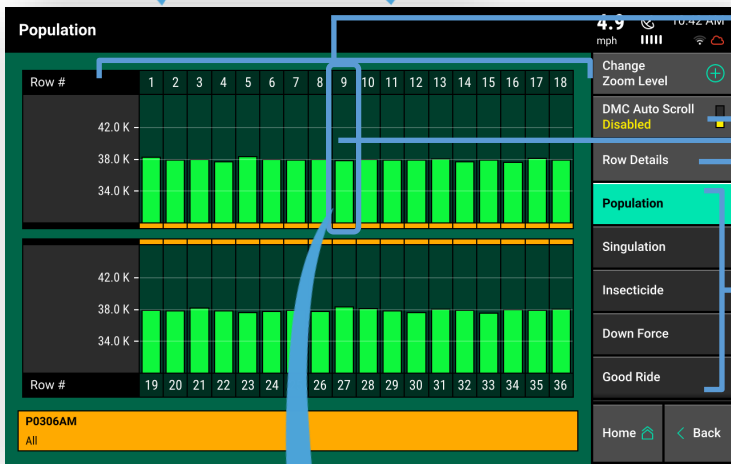 Population
4.9
10:42 AM
mph
Change
Zoom Level
DMC Auto Scroll
Disabled
Row Details
Population
Singulation
Insecticide
Down Force
Good Ride
Home
Back
Row # 1 2 3 4 5 6 7 8 9 10 11 12 13 14 15 16 17 18
42.0 K
38.0 K
34.0 K
42.0 K
38.0 K
34.0 K
Row # 19 20 21 22 23 24 26 27 28 29 30 31 32 33 34 35 36
P0306AM
All